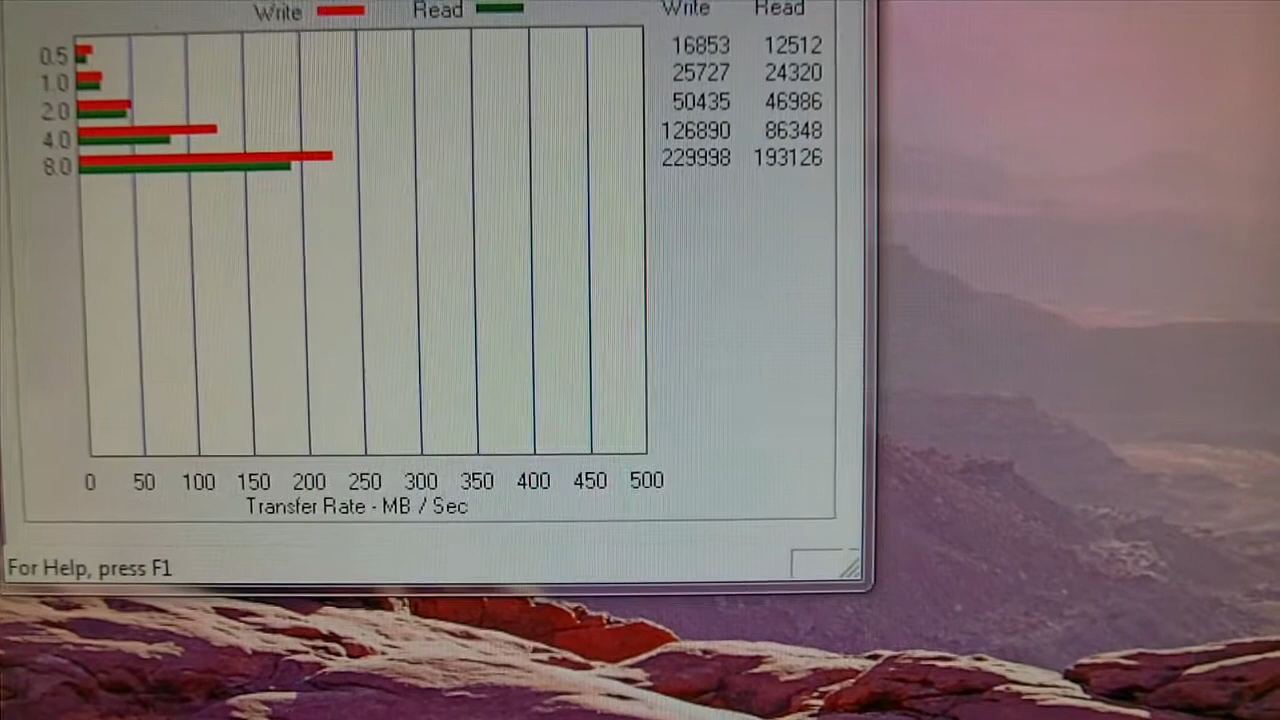 Write Read Write Read
0.5 16853 12512
1.0 25727 24320
2.0 50435 46986
4.0 126890 86348
8.0 229998 193126
0 50 100 150 200 250 300 350 400 450 500
Transfer Rate - MB / Sec
For Help, press F1